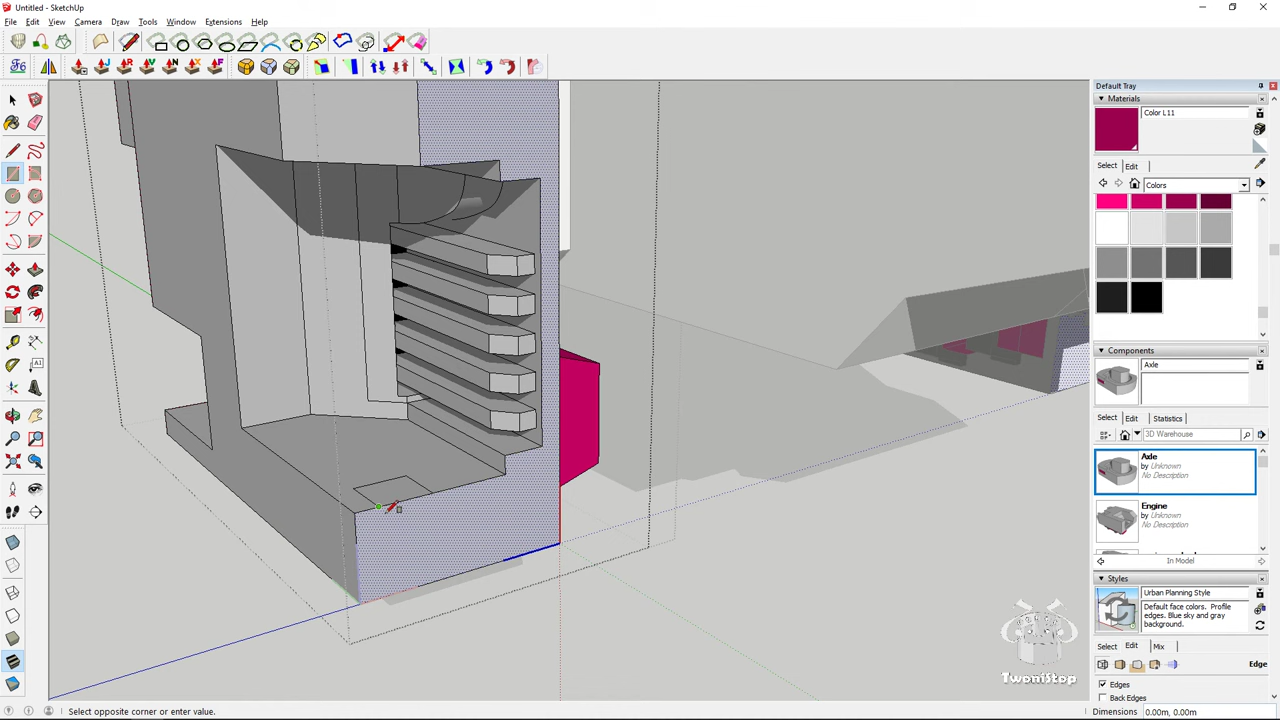 Untitled - SketchUp
File Edit View Camera Draw Tools Window Extensions Help
Default Tray
Materials
Color L11
Select Edit
Colors
Components
Axle
Select Edit Statistics
3D Warehouse
Axle
by Unknown
No Description
Engine
by Unknown
No Description
In Model
Styles
Urban Planning Style
Default face colors. Profile
edges. Blue sky and gray
background.
Select Edit Mix
Edge
Edges
Back Edges
TwoniStop
Select opposite corner or enter value.
Dimensions 0.00m, 0.00m